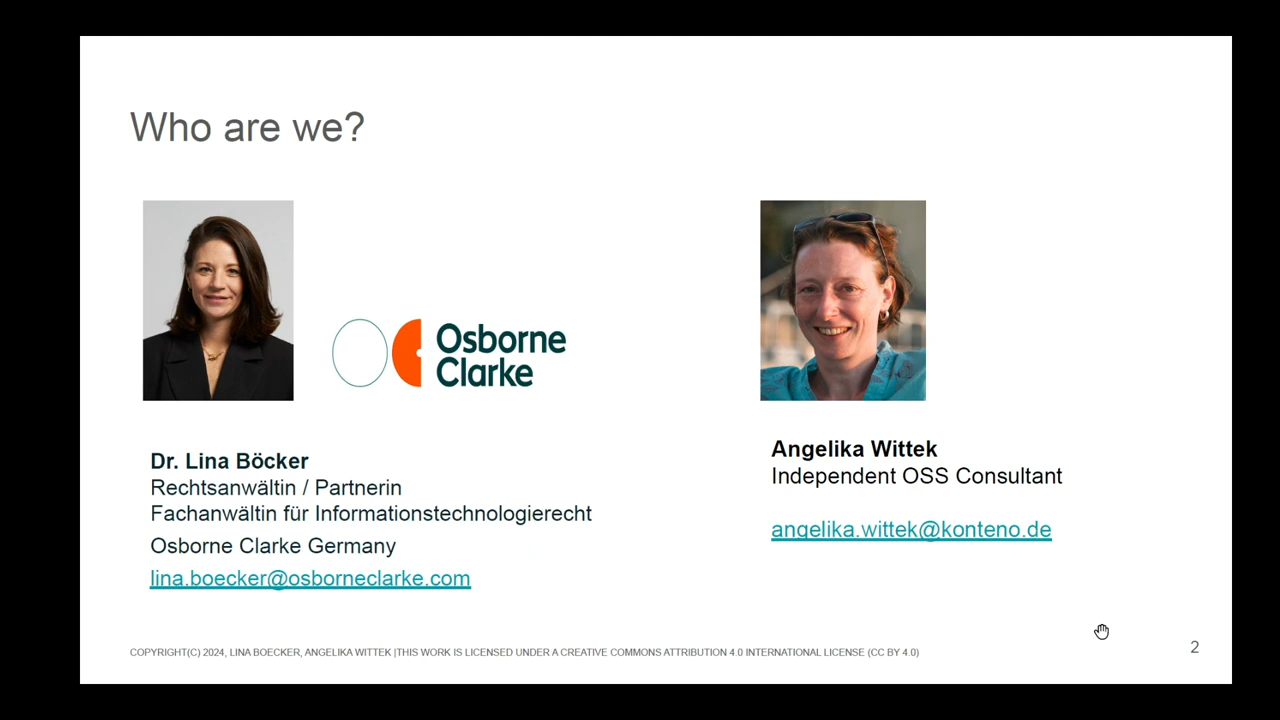 Who are we?
Osborne
Clarke
Dr. Lina Böcker
Rechtsanwältin / Partnerin
Fachanwältin für Informationstechnologierecht
Osborne Clarke Germany
lina.boecker@osborneclarke.com
Angelika Wittek
Independent OSS Consultant
angelika.wittek@konteno.de
COPYRIGHT(C) 2024, LINA BOECKER, ANGELIKA WITTEK |THIS WORK IS LICENSED UNDER A CREATIVE COMMONS ATTRIBUTION 4.0 INTERNATIONAL LICENSE (CC BY 4.0)
2